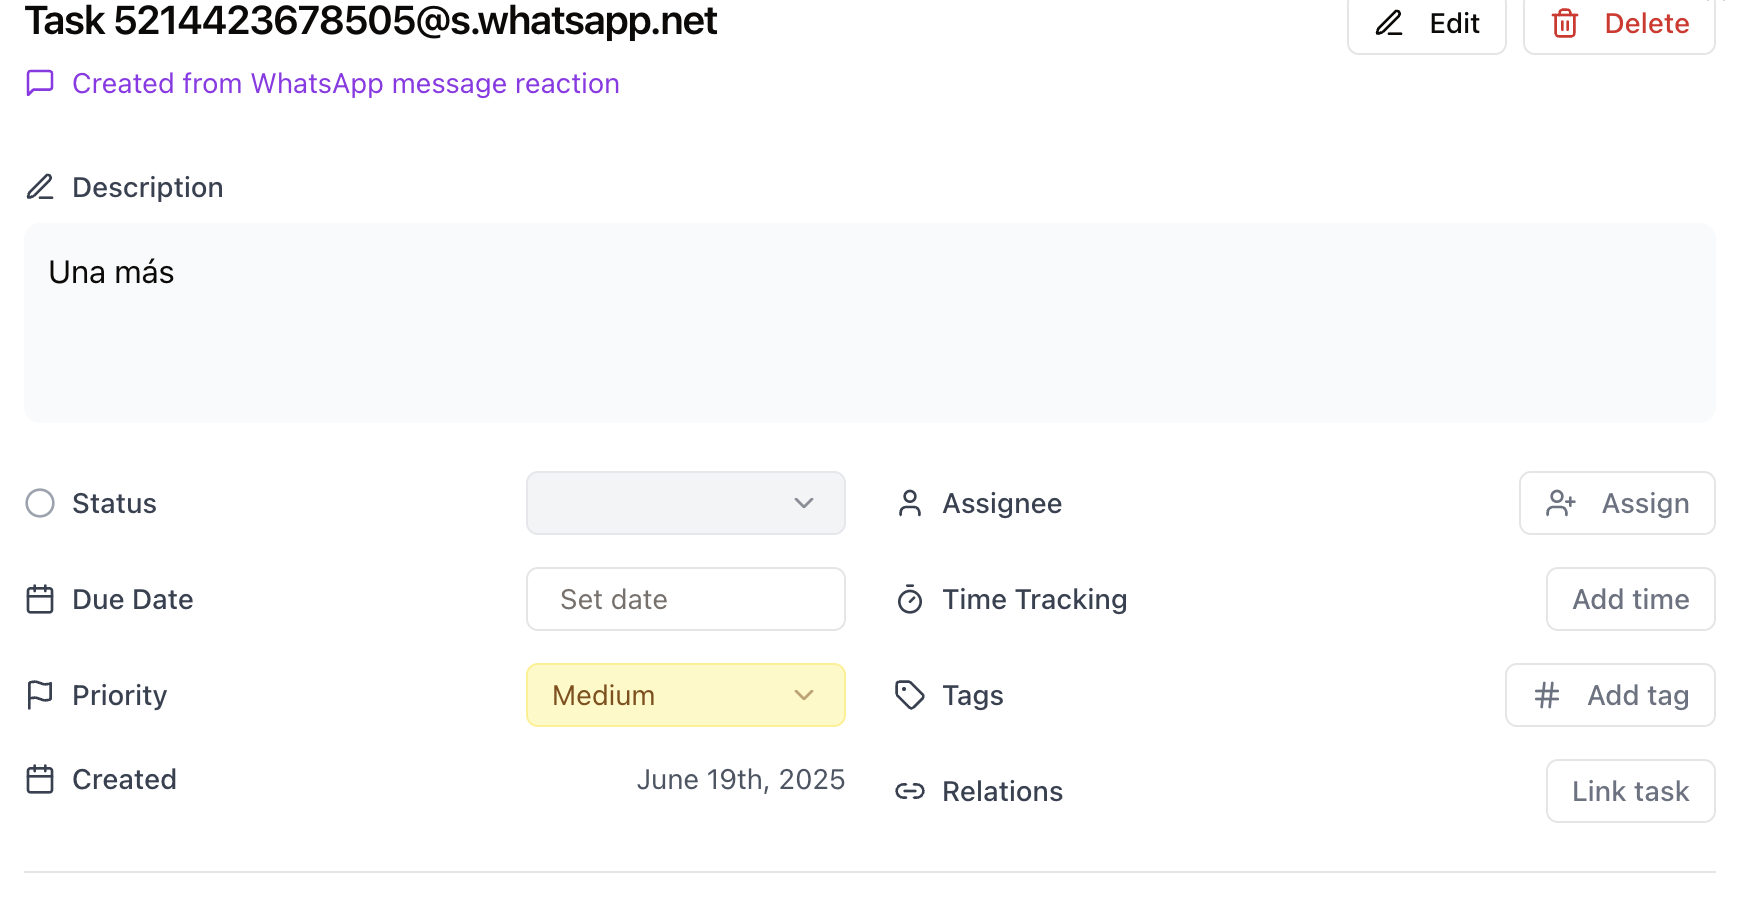 Task 5214423678505@s.whatsapp.net
Edit
Delete
Created from WhatsApp message reaction
Description
Una más
Status
Assignee
Assign
Due Date
Set date
Time Tracking
Add time
Priority
Medium
Tags
# Add tag
Created
June 19th, 2025
Relations
Link task